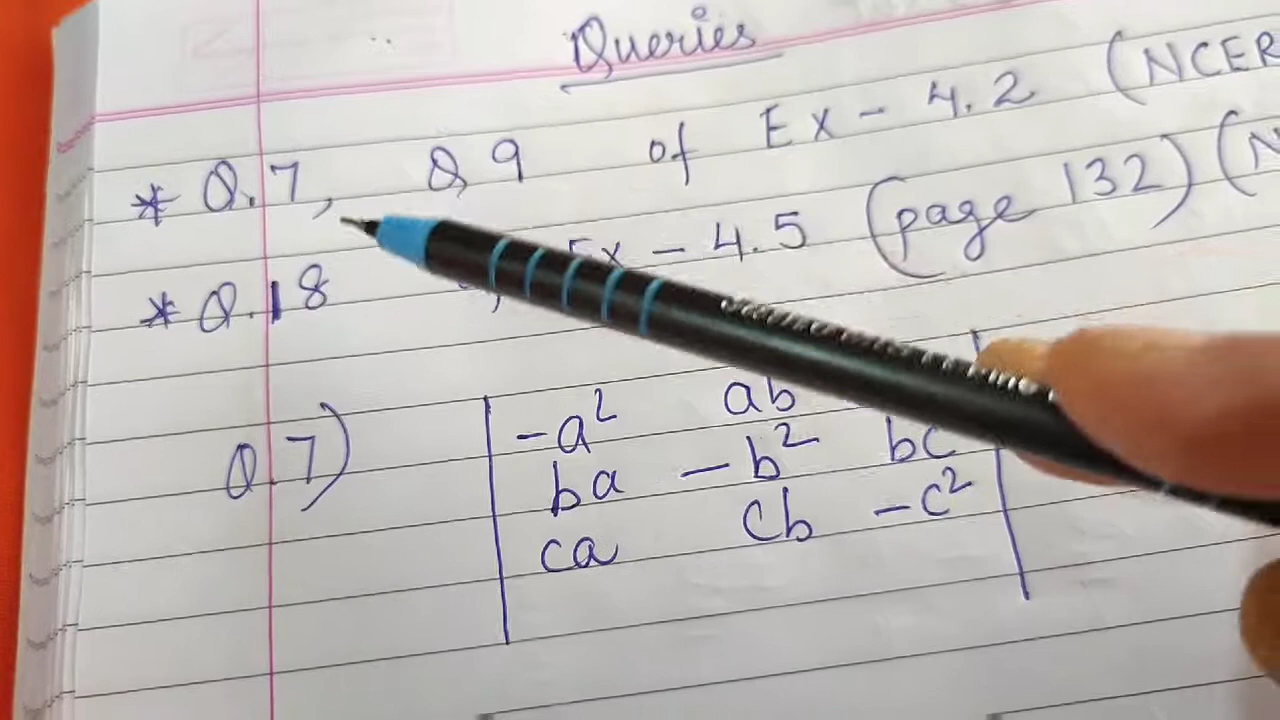 Queries
* Q.7, Q 9 of Ex - 4.2 (NCER
* Q.18 Ex - 4.5 (page 132) (N
Q.7) -a² ab
ba -b² bc
ca cb -c²